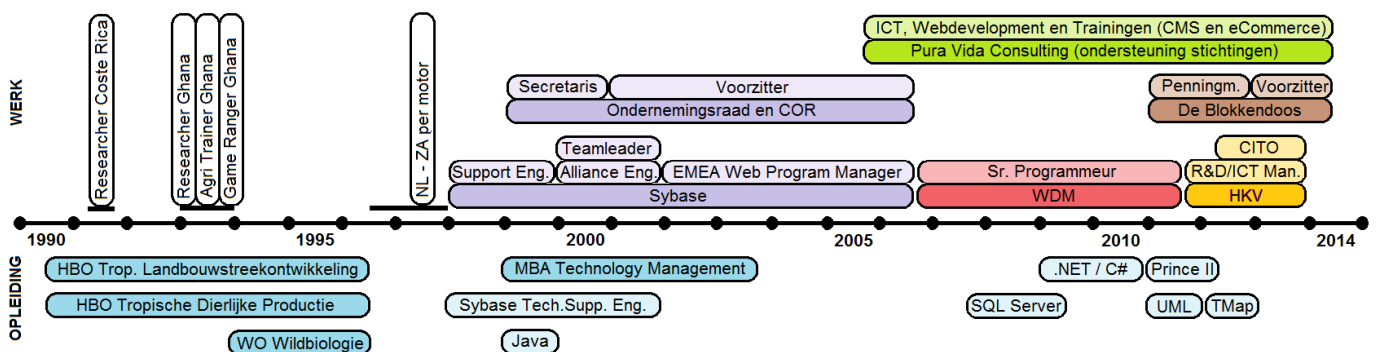 WERK
Researcher Coste Rica
Researcher Ghana
Agri Trainer Ghana
Game Ranger Ghana
NL - ZA per motor
ICT, Webdevelopment en Trainingen (CMS en eCommerce)
Pura Vida Consulting (ondersteuning stichtingen)
Secretaris
Voorzitter
Penningm.
Voorzitter
Ondernemingsraad en COR
De Blokkendoos
Teamleader
CITO
Support Eng.
Alliance Eng.
EMEA Web Program Manager
Sr. Programmeur
R&D/ICT Man.
Sybase
WDM
HKV
1990
1995
2000
2005
2010
2014
OPLEIDING
HBO Trop. Landbouwstreekontwikkeling
MBA Technology Management
.NET / C#
Prince II
HBO Tropische Dierlijke Productie
Sybase Tech.Supp. Eng.
SQL Server
UML
TMap
WO Wildbiologie
Java